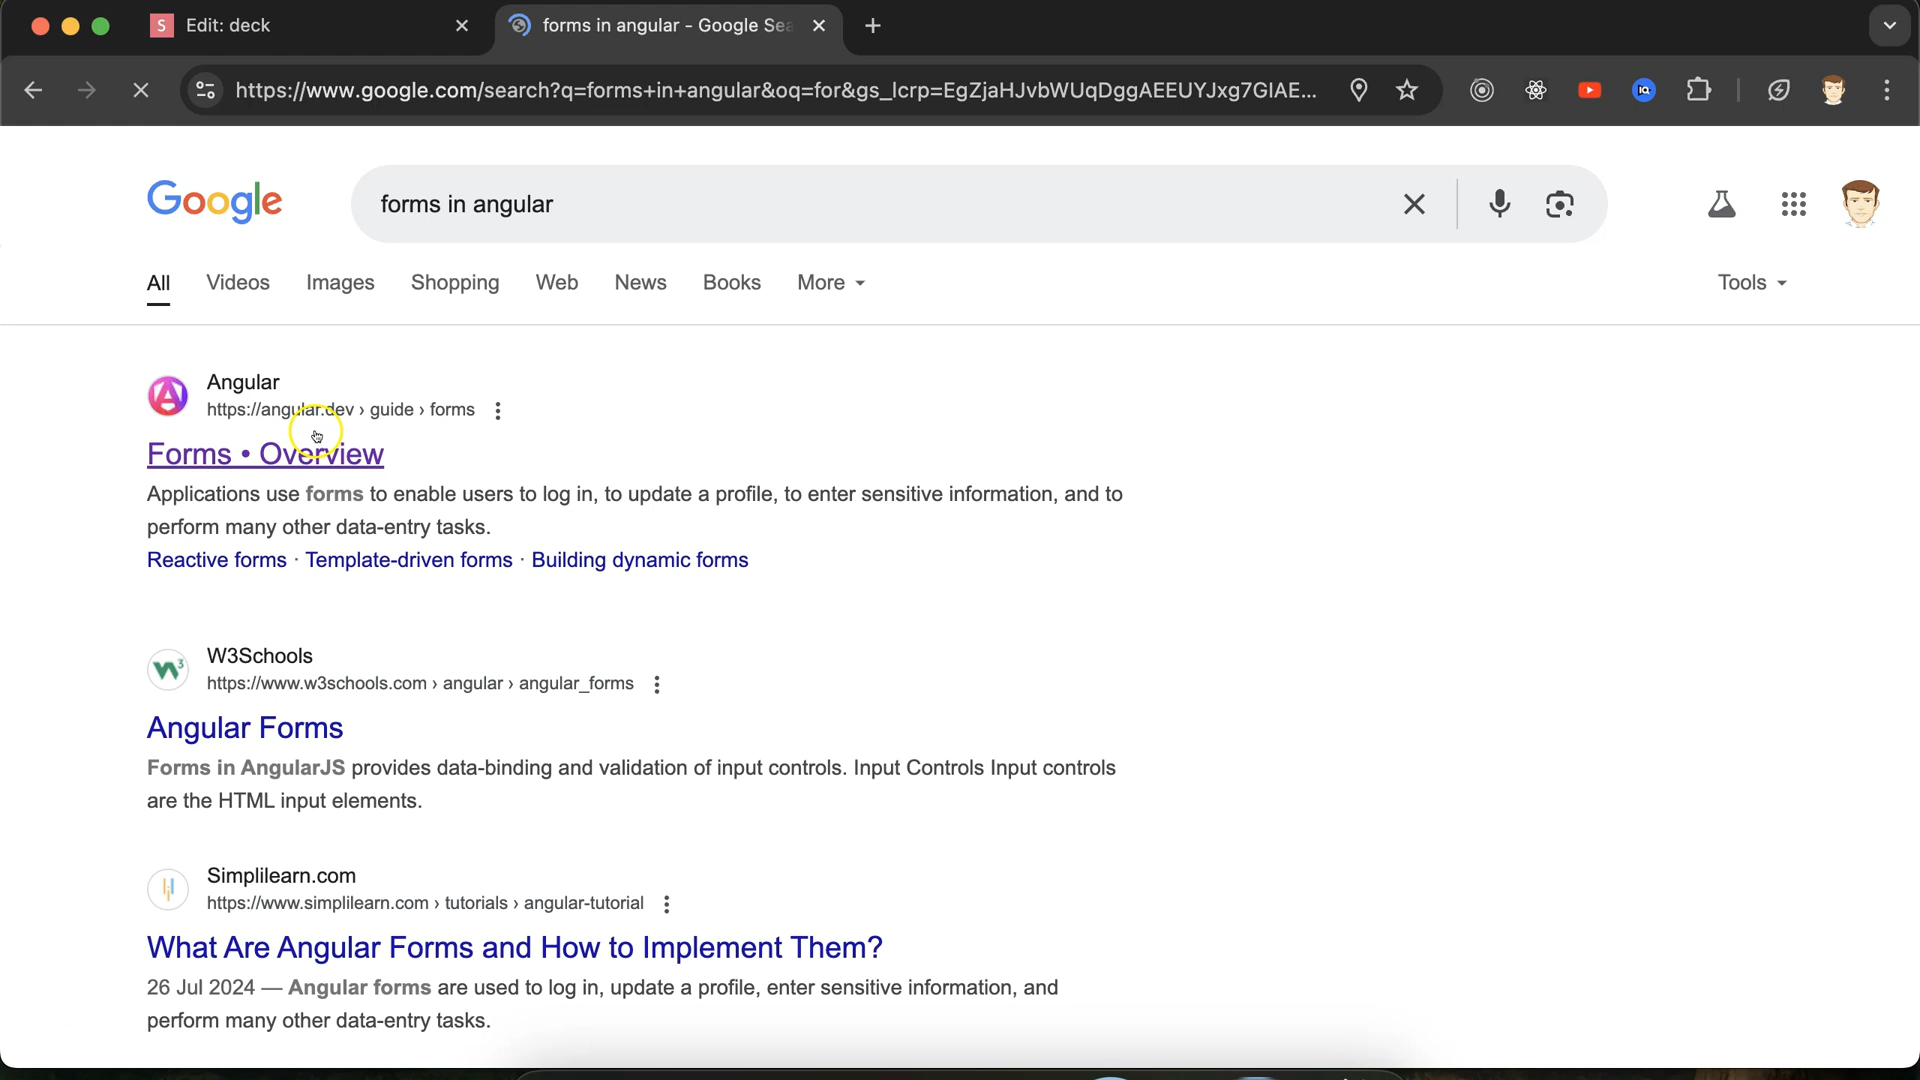 S Edit: deck
forms in angular - Google Sea
https://www.google.com/search?q=forms+in+angular&oq=for&gs_lcrp=EgZjaHJvbWUqDggAEEUYJxg7GIAE...
IQ
Google
forms in angular
All Videos Images Shopping Web News Books More
Tools
Angular
https://angular.dev › guide › forms
Forms • Overview
Applications use forms to enable users to log in, to update a profile, to enter sensitive information, and to
perform many other data-entry tasks.
Reactive forms · Template-driven forms · Building dynamic forms
W3Schools
https://www.w3schools.com › angular › angular_forms
Angular Forms
Forms in AngularJS provides data-binding and validation of input controls. Input Controls Input controls
are the HTML input elements.
Simplilearn.com
https://www.simplilearn.com › tutorials › angular-tutorial
What Are Angular Forms and How to Implement Them?
26 Jul 2024 — Angular forms are used to log in, update a profile, enter sensitive information, and
perform many other data-entry tasks.